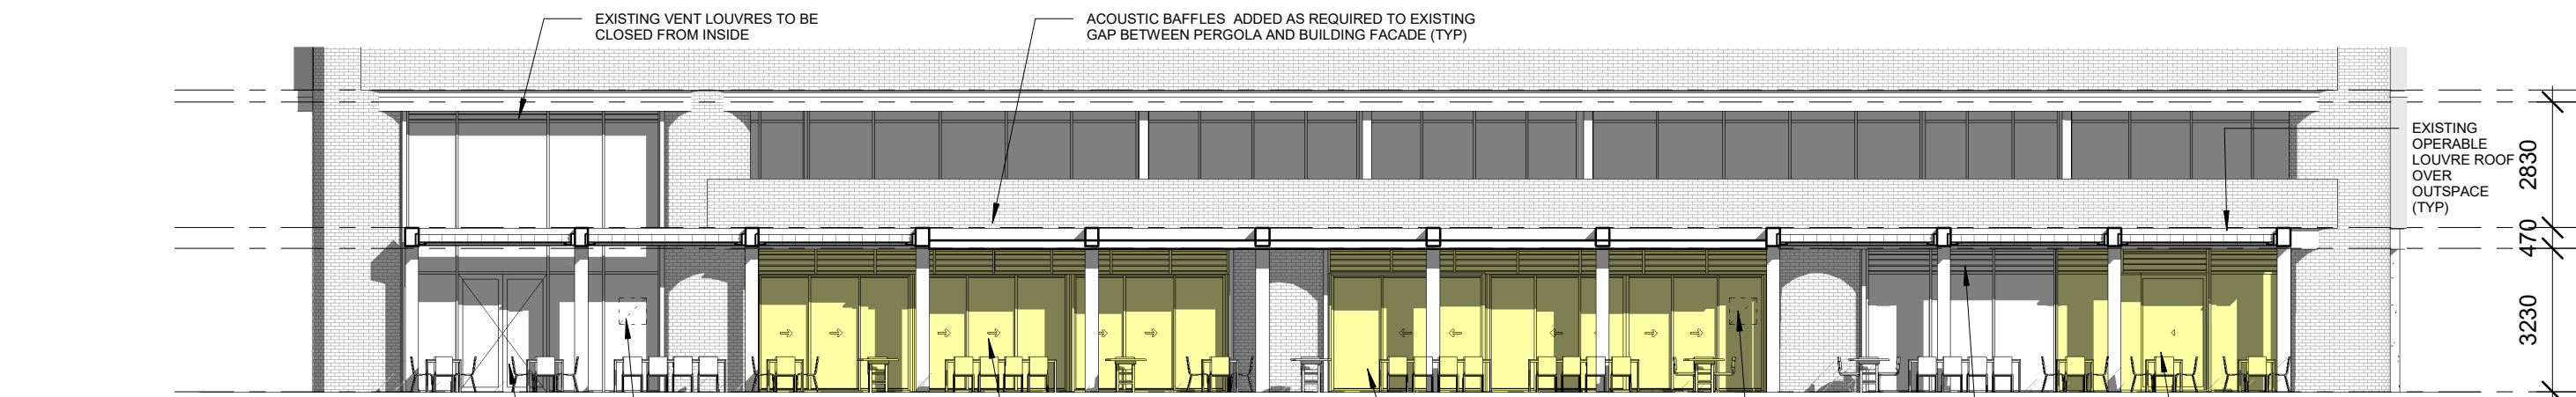 EXISTING VENT LOUVRES TO BE
CLOSED FROM INSIDE
ACOUSTIC BAFFLES  ADDED AS REQUIRED TO EXISTING
GAP BETWEEN PERGOLA AND BUILDING FACADE (TYP)
EXISTING
OPERABLE
LOUVRE ROOF
OVER
OUTSPACE
(TYP)
2830
470
3230